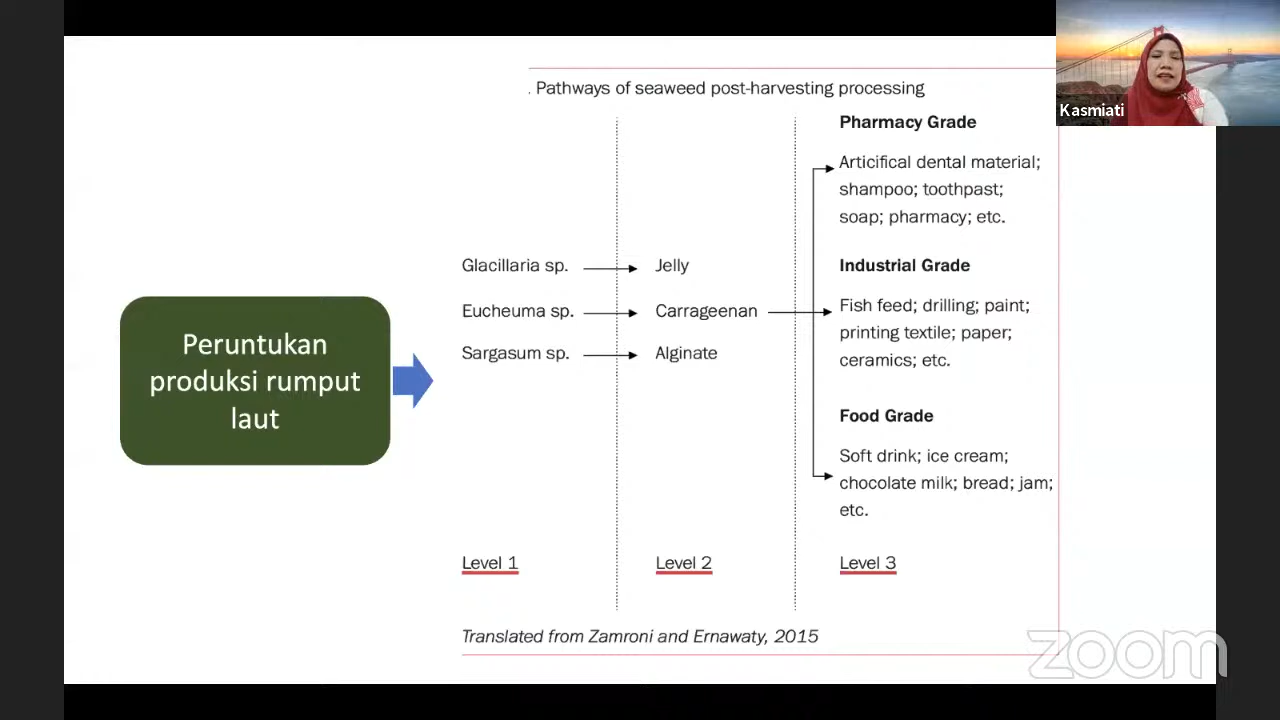 . Pathways of seaweed post-harvesting processing
Kasmiati
Peruntukan
produksi rumput
laut
Glacillaria sp.
Eucheuma sp.
Sargasum sp.
Level 1
Jelly
Carrageenan
Alginate
Level 2
Pharmacy Grade
Articifical dental material;
shampoo; toothpast;
soap; pharmacy; etc.
Industrial Grade
Fish feed; drilling; paint;
printing textile; paper;
ceramics; etc.
Food Grade
Soft drink; ice cream;
chocolate milk; bread; jam;
etc.
Level 3
Translated from Zamroni and Ernawaty, 2015
zoom